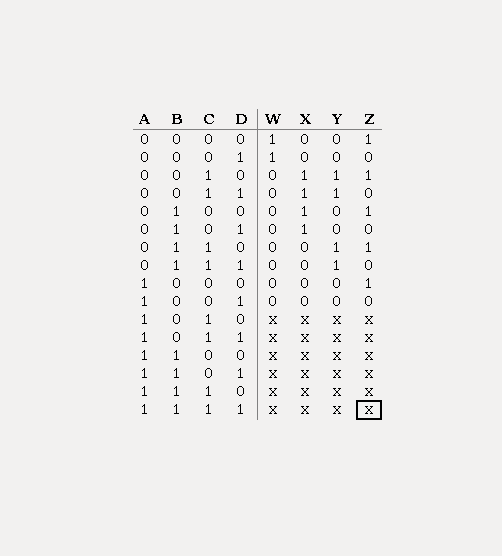 A B C D W X Y Z
0 0 0 0 1 0 0 1
0 0 0 1 1 0 0 0
0 0 1 0 0 1 1 1
0 0 1 1 0 1 1 0
0 1 0 0 0 1 0 1
0 1 0 1 0 1 0 0
0 1 1 0 0 0 1 1
0 1 1 1 0 0 1 0
1 0 0 0 0 0 0 1
1 0 0 1 0 0 0 0
1 0 1 0 x x x x
1 0 1 1 x x x x
1 1 0 0 x x x x
1 1 0 1 x x x x
1 1 1 0 x x x x
1 1 1 1 x x x x